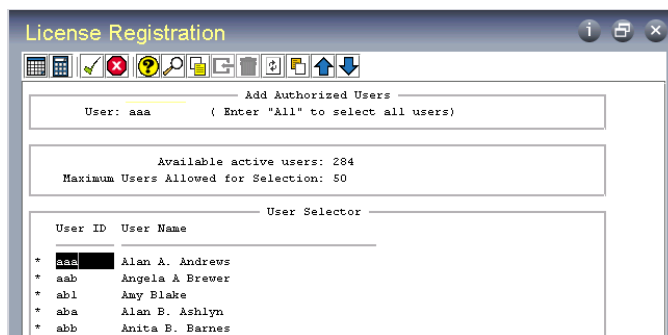 License Registration
Add Authorized Users
User: aaa ( Enter "All" to select all users)
Available active users: 284
Maximum Users Allowed for Selection: 50
User Selector
User ID User Name
* aaa Alan A. Andrews
* aab Angela A Brewer
* abl Amy Blake
* aba Alan B. Ashlyn
* abb Anita B. Barnes